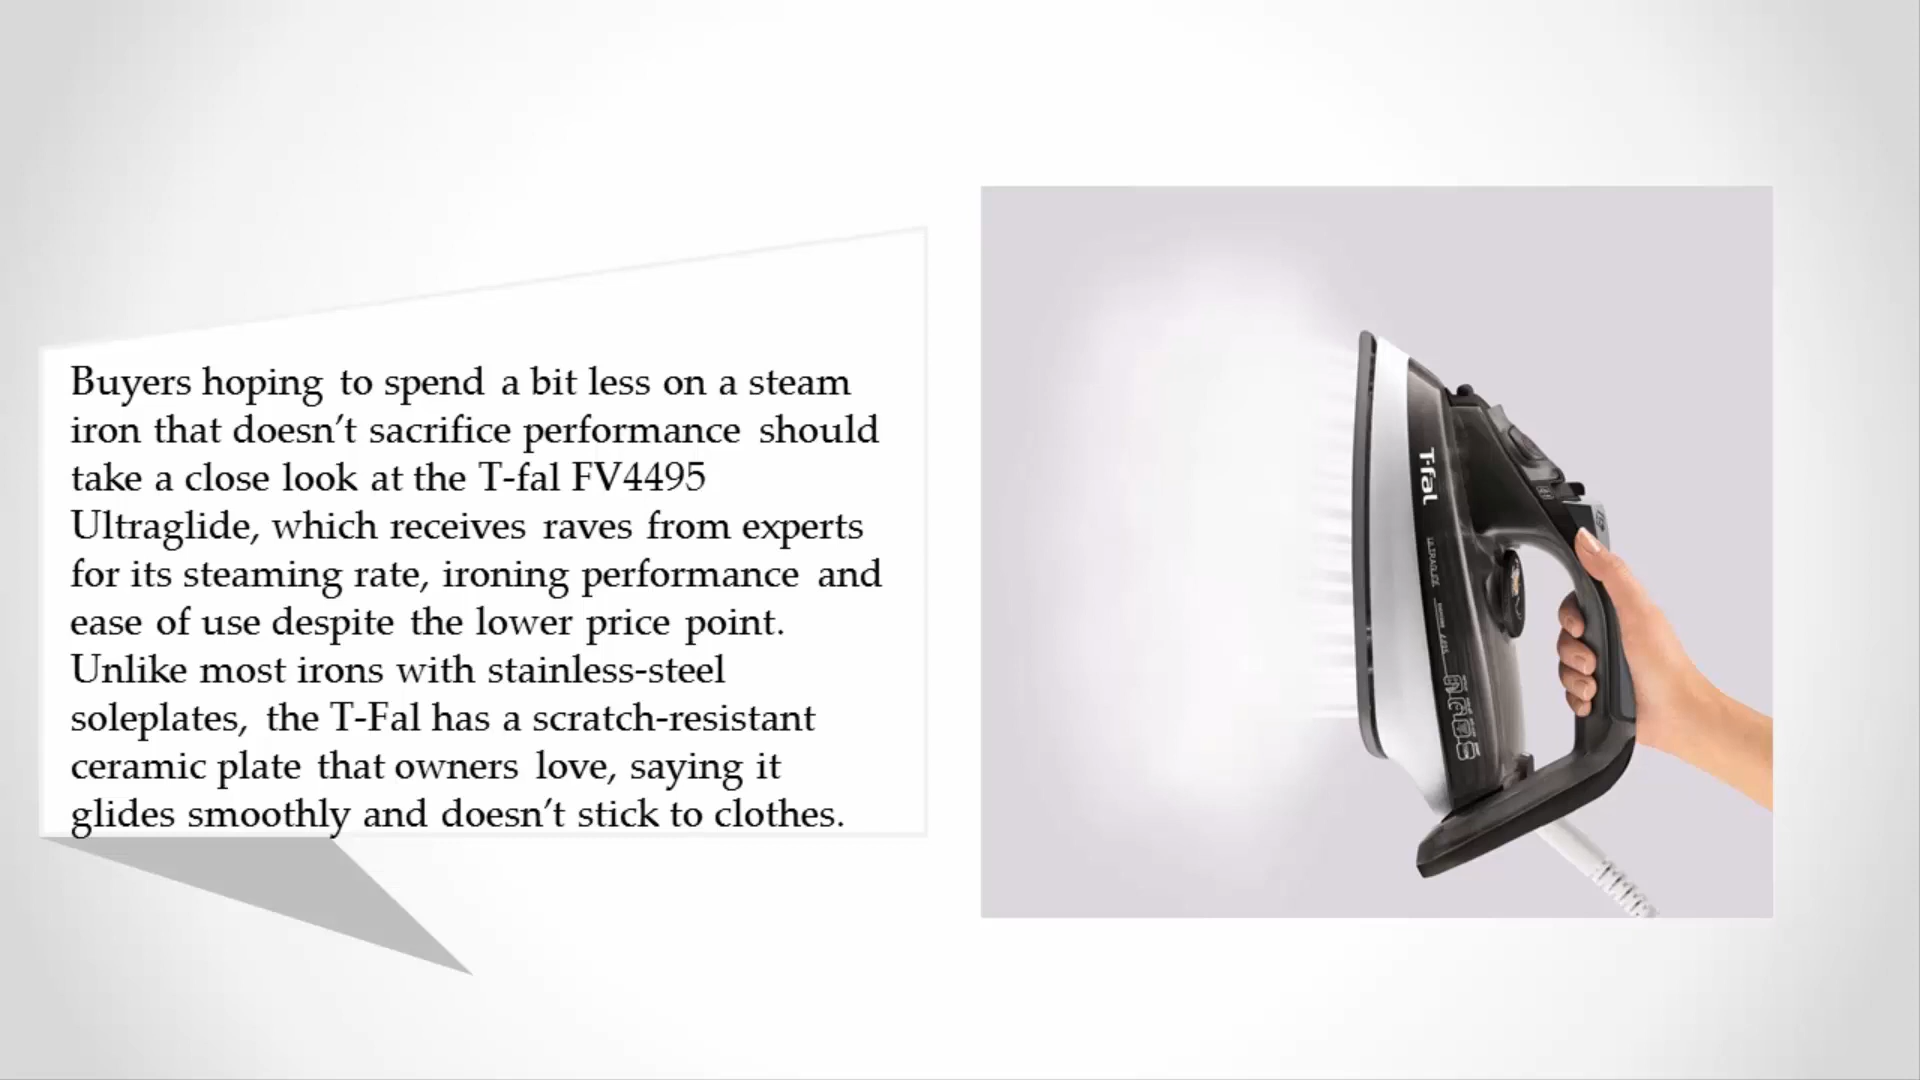 Buyers hoping to spend a bit less on a steam
iron that doesn’t sacrifice performance should
take a close look at the T-fal FV4495
Ultraglide, which receives raves from experts
for its steaming rate, ironing performance and
ease of use despite the lower price point.
Unlike most irons with stainless-steel
soleplates, the T-Fal has a scratch-resistant
ceramic plate that owners love, saying it
glides smoothly and doesn’t stick to clothes.
T-fal
ULTRAGLIDE